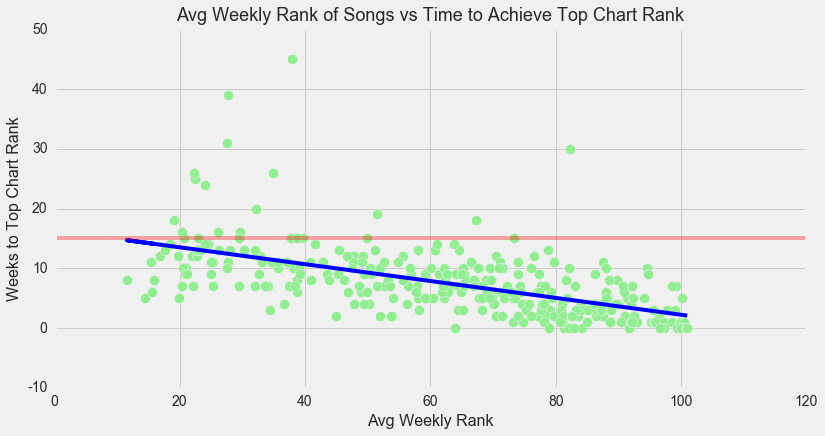 Avg Weekly Rank of Songs vs Time to Achieve Top Chart Rank
50
40
30
20
10
0
-10
Weeks to Top Chart Rank
0 20 40 60 80 100 120
Avg Weekly Rank